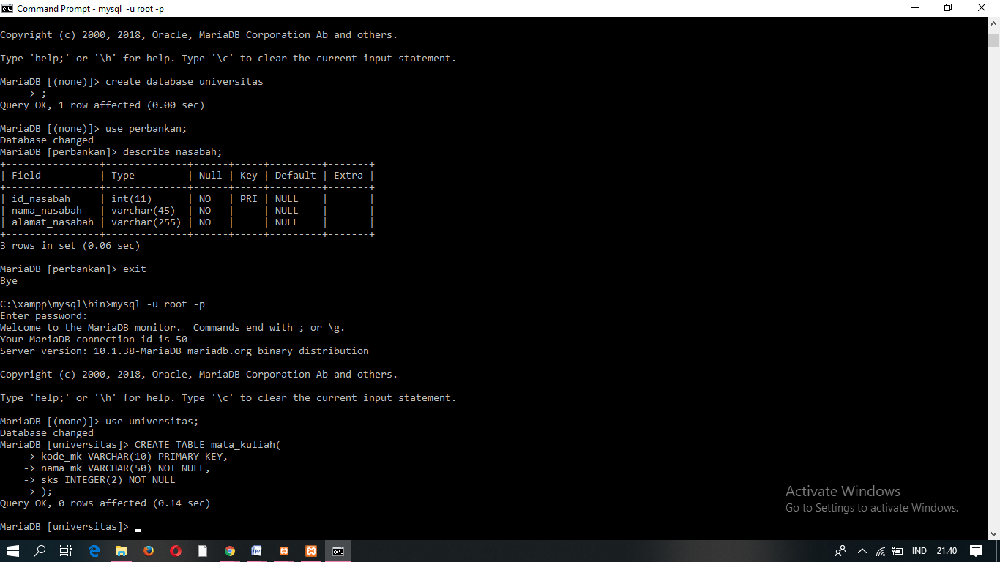 Command Prompt - mysql  -u root -p
Copyright (c) 2000, 2018, Oracle, MariaDB Corporation Ab and others.
Type 'help;' or '\h' for help. Type '\c' to clear the current input statement.
MariaDB [(none)]> create database universitas
    -> ;
Query OK, 1 row affected (0.00 sec)
MariaDB [(none)]> use perbankan;
Database changed
MariaDB [perbankan]> describe nasabah;
+----------------+--------------+------+-----+---------+-------+
| Field          | Type         | Null | Key | Default | Extra |
+----------------+--------------+------+-----+---------+-------+
| id_nasabah     | int(11)      | NO   | PRI | NULL    |       |
| nama_nasabah   | varchar(45)  | NO   |     | NULL    |       |
| alamat_nasabah | varchar(255) | NO   |     | NULL    |       |
+----------------+--------------+------+-----+---------+-------+
3 rows in set (0.06 sec)
MariaDB [perbankan]> exit
Bye
C:\xampp\mysql\bin>mysql -u root -p
Enter password:
Welcome to the MariaDB monitor.  Commands end with ; or \g.
Your MariaDB connection id is 50
Server version: 10.1.38-MariaDB mariadb.org binary distribution
Copyright (c) 2000, 2018, Oracle, MariaDB Corporation Ab and others.
Type 'help;' or '\h' for help. Type '\c' to clear the current input statement.
MariaDB [(none)]> use universitas;
Database changed
MariaDB [universitas]> CREATE TABLE mata_kuliah(
    -> kode_mk VARCHAR(10) PRIMARY KEY,
    -> nama_mk VARCHAR(50) NOT NULL,
    -> sks INTEGER(2) NOT NULL
    -> );
Query OK, 0 rows affected (0.14 sec)
MariaDB [universitas]>
Activate Windows
Go to Settings to activate Windows.
IND 21.40